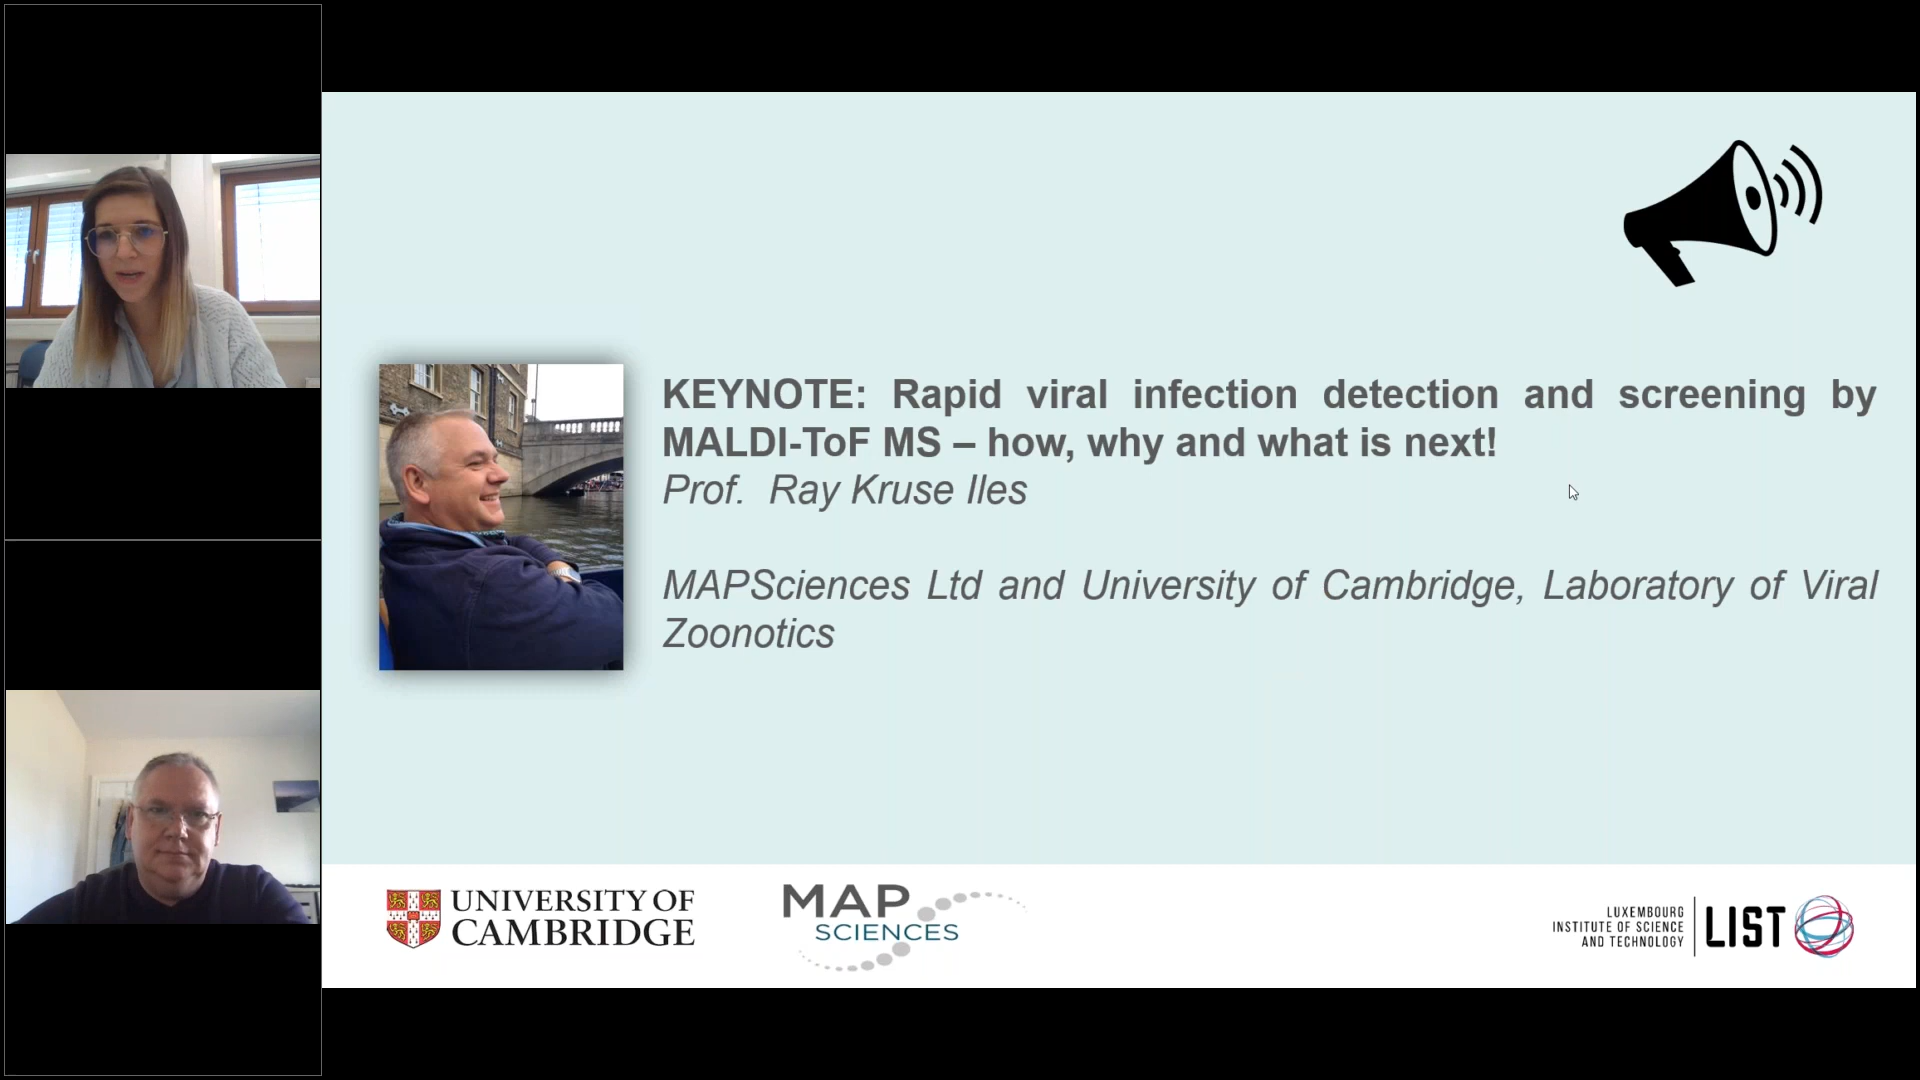 KEYNOTE: Rapid viral infection detection and screening by
MALDI-ToF MS – how, why and what is next!
Prof. Ray Kruse Iles
MAPSciences Ltd and University of Cambridge, Laboratory of Viral
Zoonotics
UNIVERSITY OF
CAMBRIDGE
MAP
SCIENCES
LUXEMBOURG
INSTITUTE OF SCIENCE
AND TECHNOLOGY
LIST